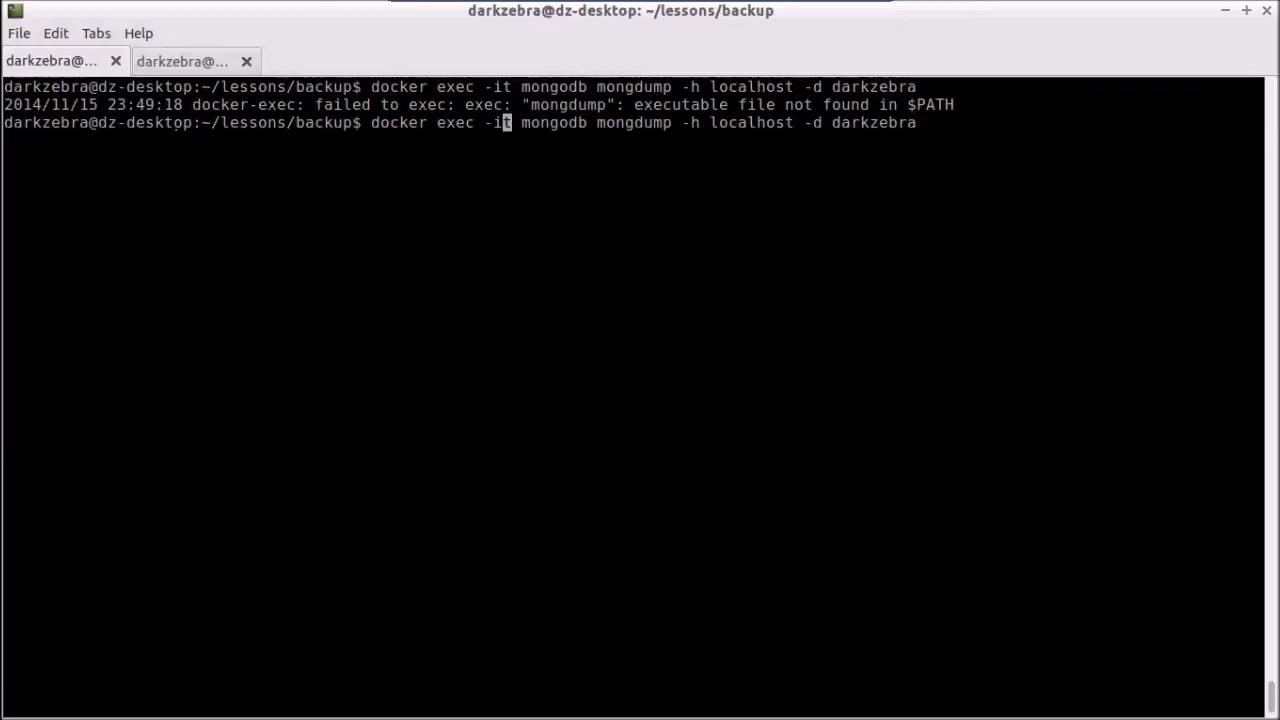 darkzebra@dz-desktop: ~/lessons/backup
File Edit Tabs Help
darkzebra@... darkzebra@...
darkzebra@dz-desktop:~/lessons/backup$ docker exec -it mongodb mongdump -h localhost -d darkzebra
2014/11/15 23:49:18 docker-exec: failed to exec: exec: "mongdump": executable file not found in $PATH
darkzebra@dz-desktop:~/lessons/backup$ docker exec -it mongodb mongdump -h localhost -d darkzebra